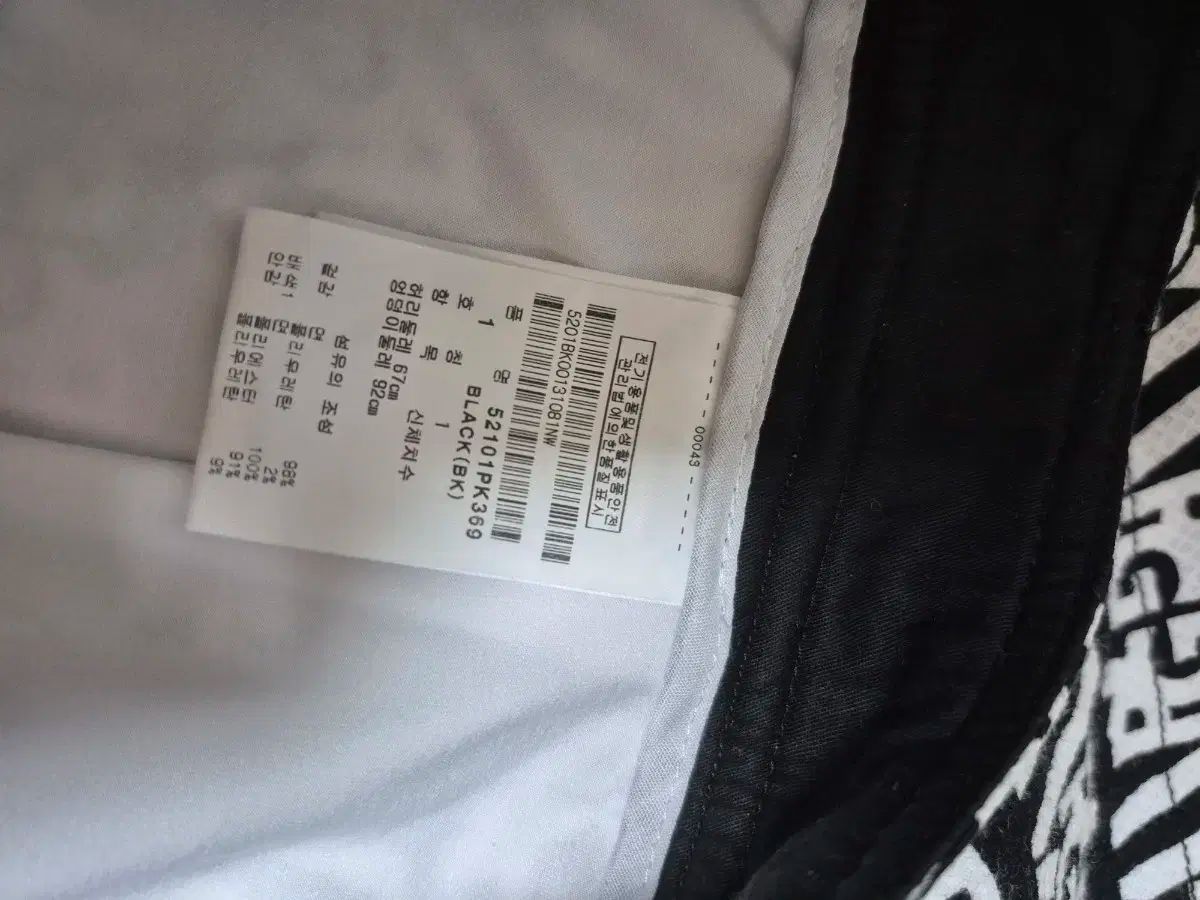 00043
전기용품및생활용품안전
관리법에의한품질표시
5201BK00131081NW
품 명 52101PK369
1 BLACK(BK)
호 칭 1
항 목 신체치수
허리둘레 67cm
엉덩이둘레 92cm
섬유의 조성
겉감 면 98%
폴리우레탄 2%
배색1 면 100%
안감 폴리에스터 91%
폴리우레탄 9%